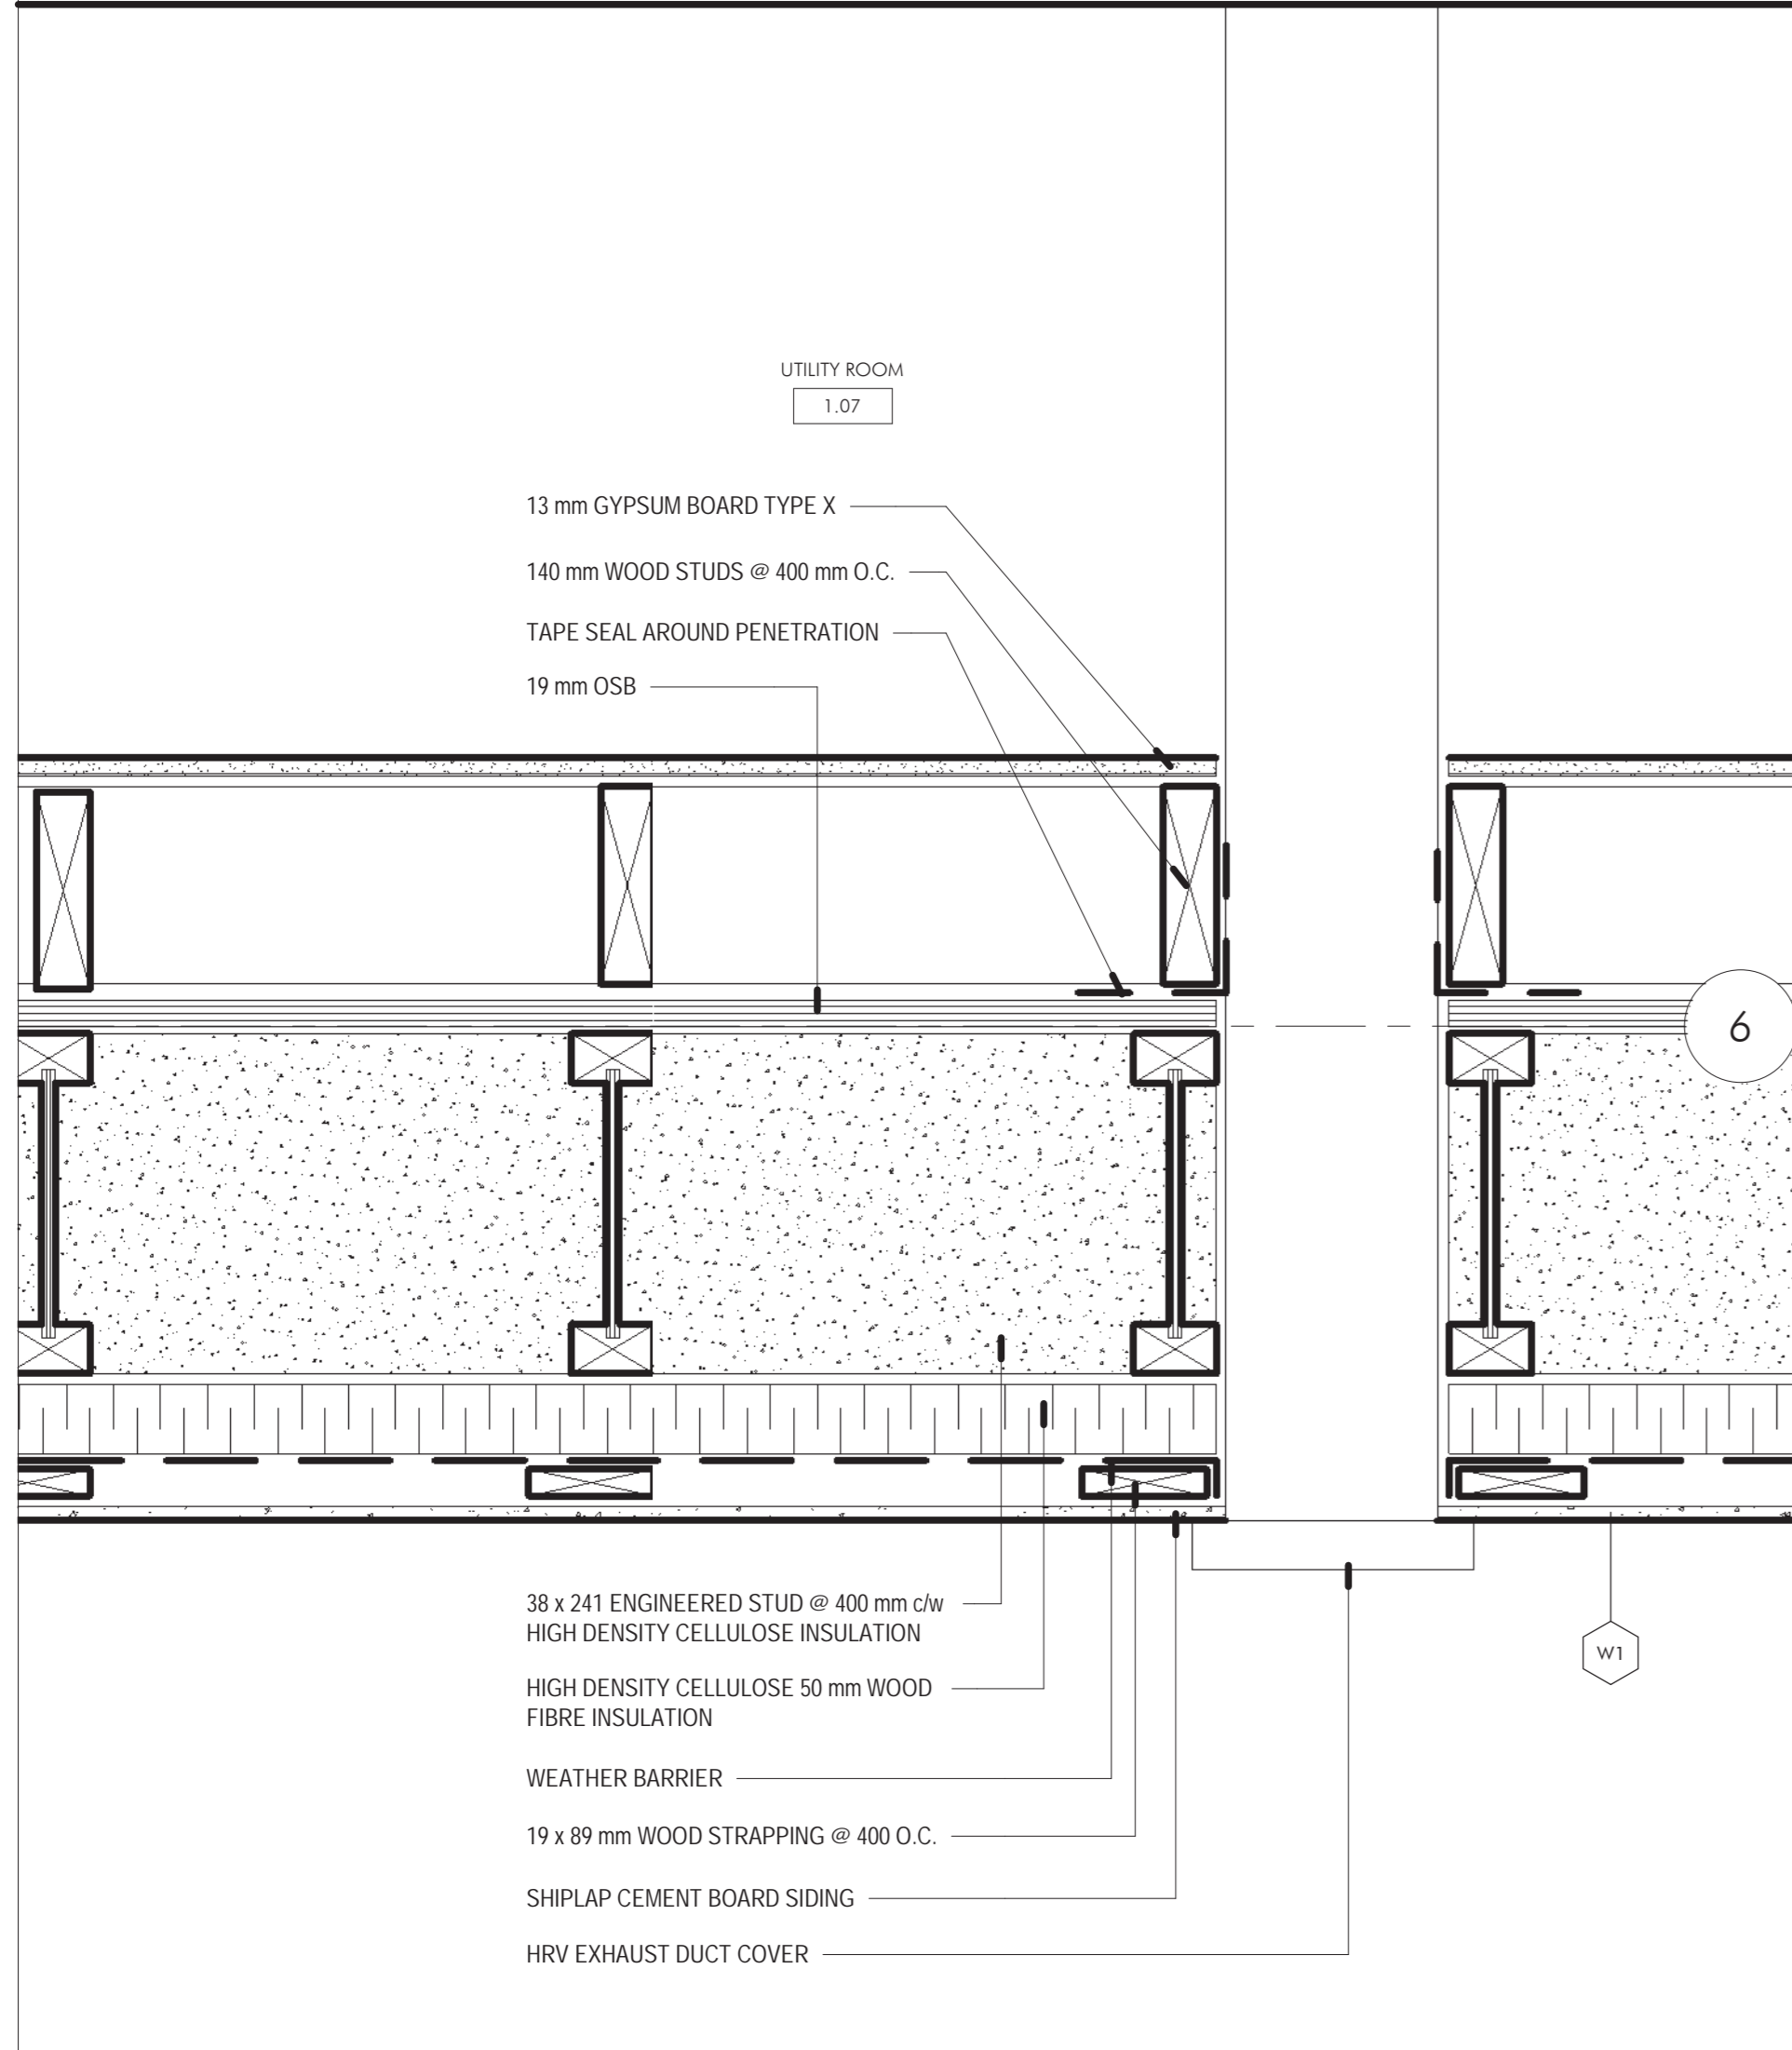 UTILITY ROOM
1.07
13 mm GYPSUM BOARD TYPE X
140 mm WOOD STUDS @ 400 mm O.C.
TAPE SEAL AROUND PENETRATION
19 mm OSB
6
38 x 241 ENGINEERED STUD @ 400 mm c/w
HIGH DENSITY CELLULOSE INSULATION
HIGH DENSITY CELLULOSE 50 mm WOOD
FIBRE INSULATION
W1
WEATHER BARRIER
19 x 89 mm WOOD STRAPPING @ 400 O.C.
SHIPLAP CEMENT BOARD SIDING
HRV EXHAUST DUCT COVER